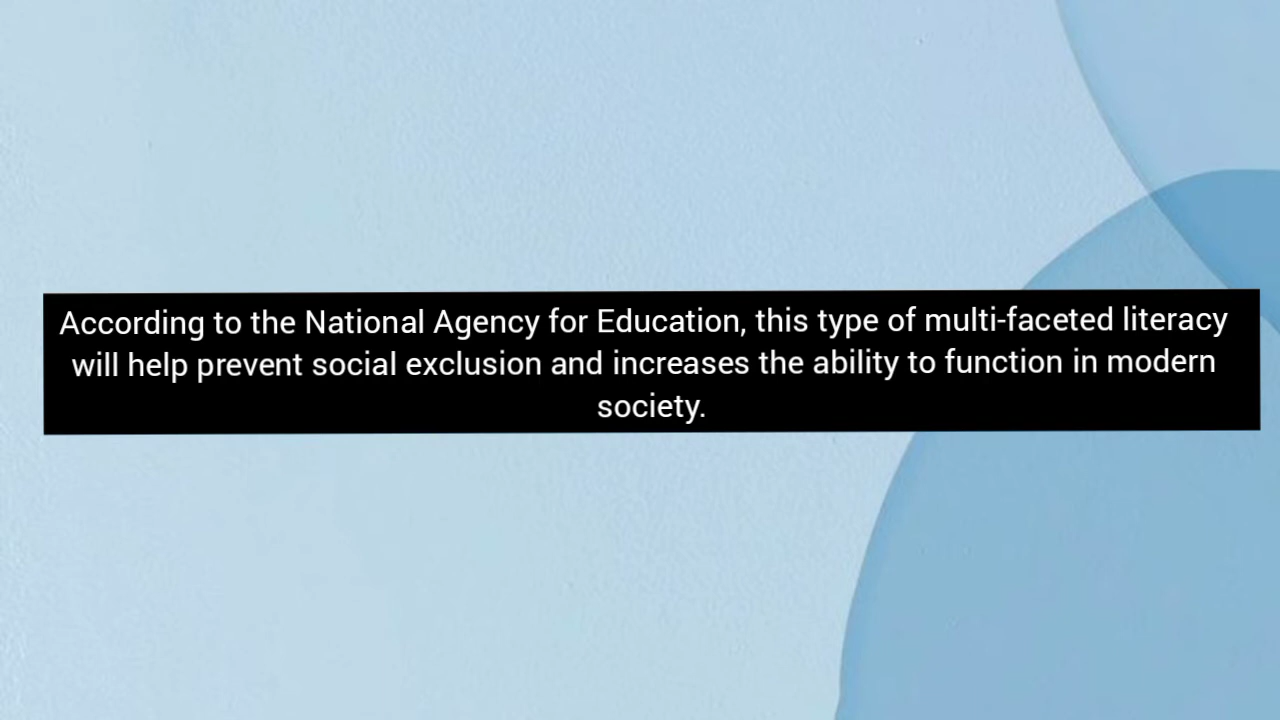 According to the National Agency for Education, this type of multi-faceted literacy
will help prevent social exclusion and increases the ability to function in modern
society.